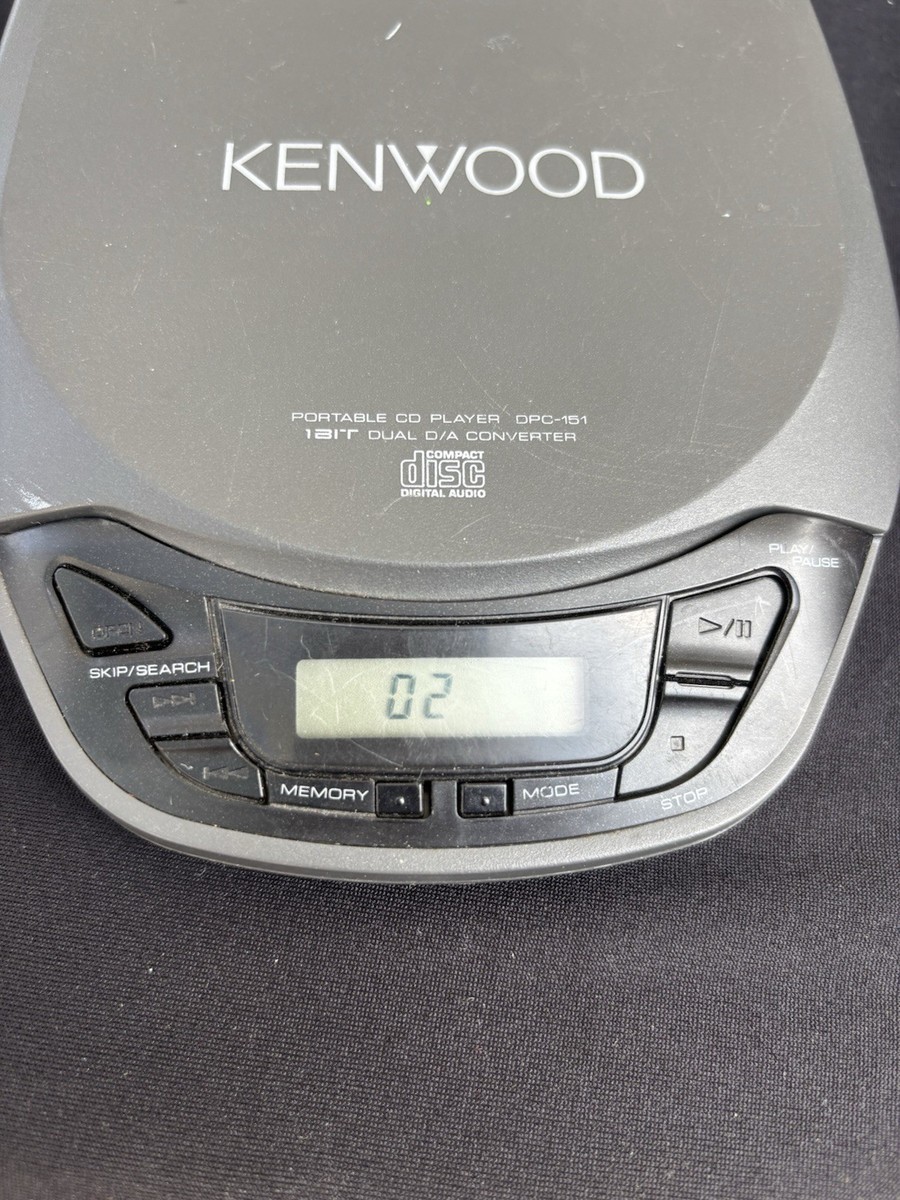 KENWOOD
PORTABLE CD PLAYER DPC-151
1BIT DUAL D/A CONVERTER
COMPACT
disc
DIGITAL AUDIO
PLAY/
PAUSE
OPEN
SKIP/SEARCH
02
MEMORY
MODE
STOP